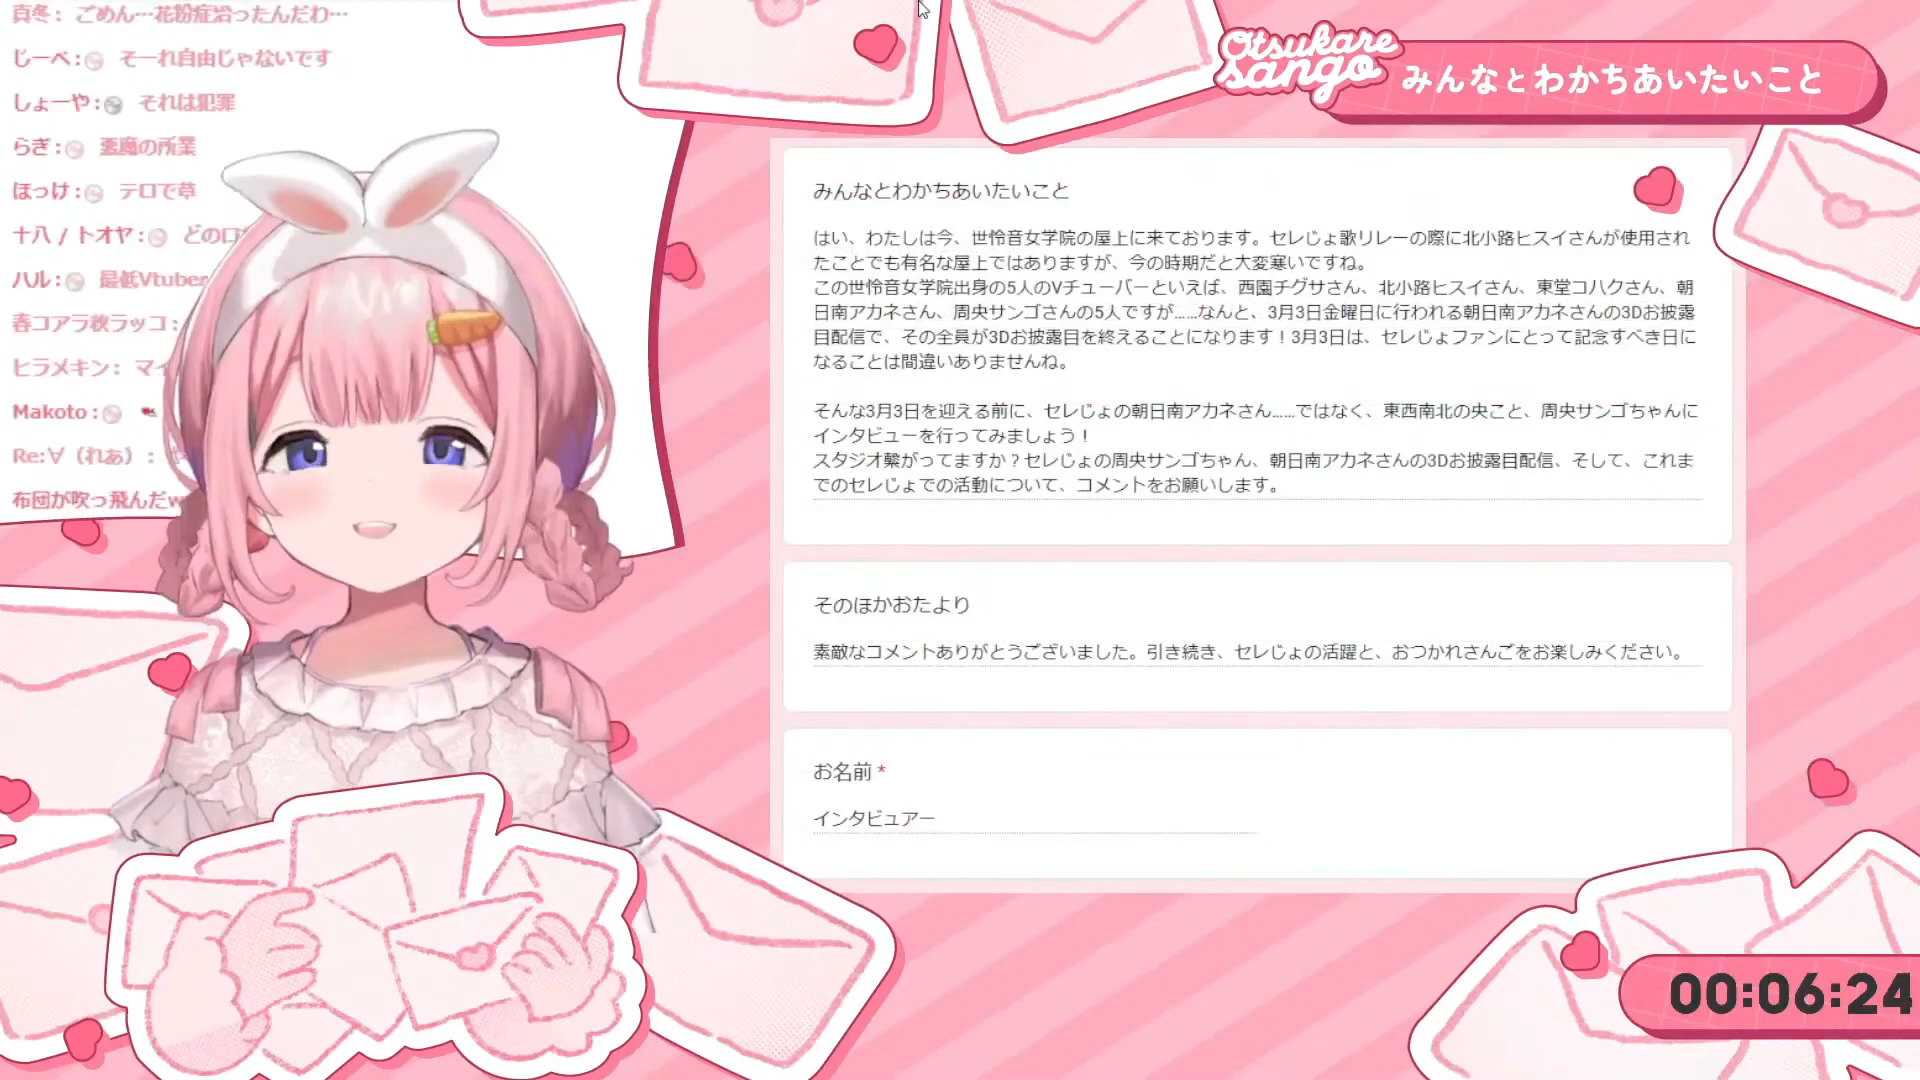 真冬: ごめん…花粉症治ったんだわ…
じーべ: そーれ自由じゃないです
しょーや: それは犯罪
らぎ: 悪魔の所業
ほっけ: テロで草
十八 / トオヤ: どの口
ハル: 最低Vtuber
春コアラ秋ラッコ:
ヒラメキン: マイ
Makoto:
Re:∀（れあ）:
布団が吹っ飛んだw
Otsukare
sango
みんなとわかちあいたいこと
みんなとわかちあいたいこと
はい、わたしは今、世怜音女学院の屋上に来ております。セレじょ歌リレーの際に北小路ヒスイさんが使用され
たことでも有名な屋上ではありますが、今の時期だと大変寒いですね。
この世怜音女学院出身の5人のVチューバーといえば、西園チグサさん、北小路ヒスイさん、東堂コハクさん、朝
日南アカネさん、周央サンゴさんの5人ですが……なんと、3月3日金曜日に行われる朝日南アカネさんの3Dお披露
目配信で、その全員が3Dお披露目を終えることになります！3月3日は、セレじょファンにとって記念すべき日に
なることは間違いありませんね。
そんな3月3日を迎える前に、セレじょの朝日南アカネさん……ではなく、東西南北の央こと、周央サンゴちゃんに
インタビューを行ってみましょう！
スタジオ繋がってますか？セレじょの周央サンゴちゃん、朝日南アカネさんの3Dお披露目配信、そして、これま
でのセレじょでの活動について、コメントをお願いします。
そのほかおたより
素敵なコメントありがとうございました。引き続き、セレじょの活躍と、おつかれさんごをお楽しみください。
お名前 *
インタビュアー
00:06:24